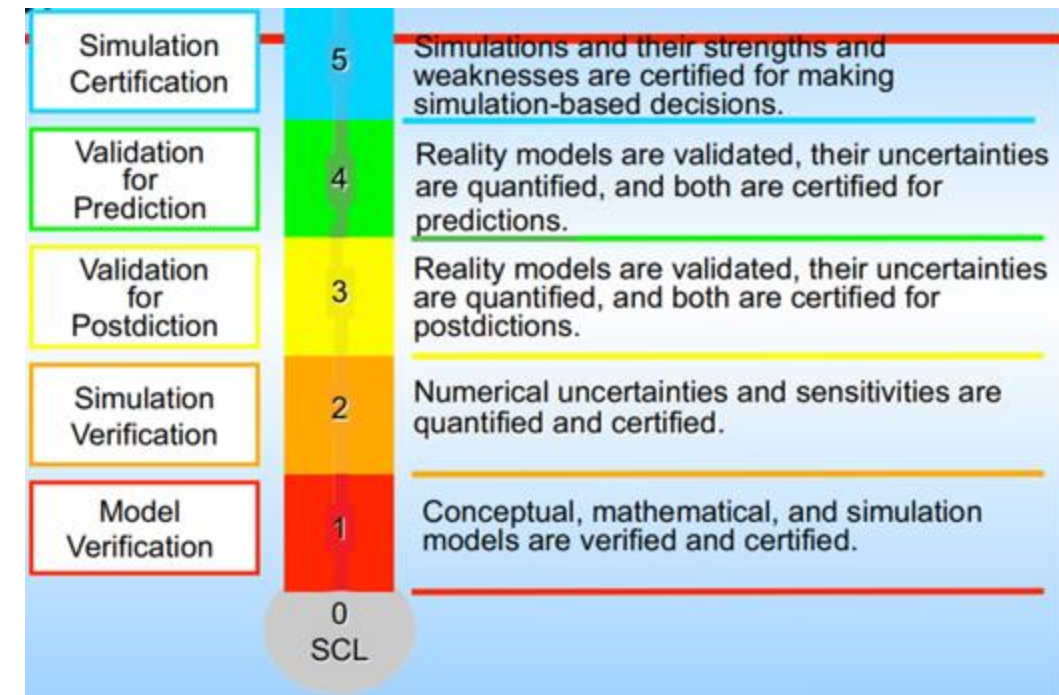 Simulation
Certification
5
Simulations and their strengths and
weaknesses are certified for making
simulation-based decisions.
Validation
for
Prediction
4
Reality models are validated, their uncertainties
are quantified, and both are certified for
predictions.
Validation
for
Postdiction
3
Reality models are validated, their uncertainties
are quantified, and both are certified for
postdictions.
Simulation
Verification
2
Numerical uncertainties and sensitivities are
quantified and certified.
Model
Verification
1
Conceptual, mathematical, and simulation
models are verified and certified.
0
SCL